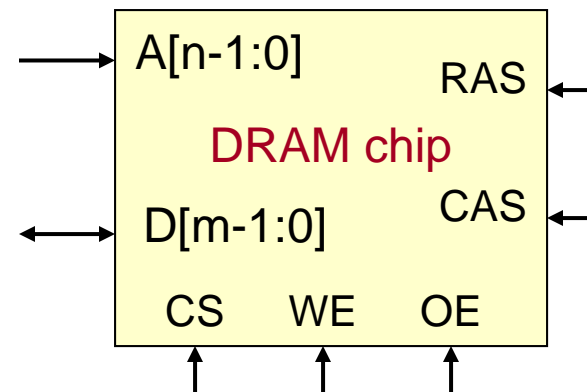 A[n-1:0]
RAS
DRAM chip
CAS
D[m-1:0]
CS WE OE